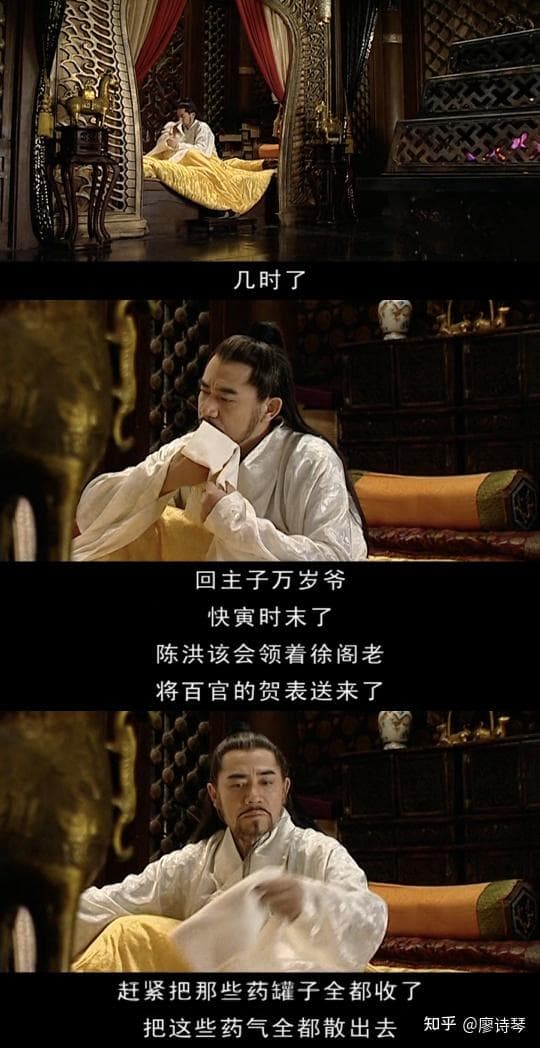 几时了
回主子万岁爷
快寅时末了
陈洪该会领着徐阁老
将百官的贺表送来了
赶紧把那些药罐子全都收了
把这些药气全都散出去
知乎 @廖诗琴